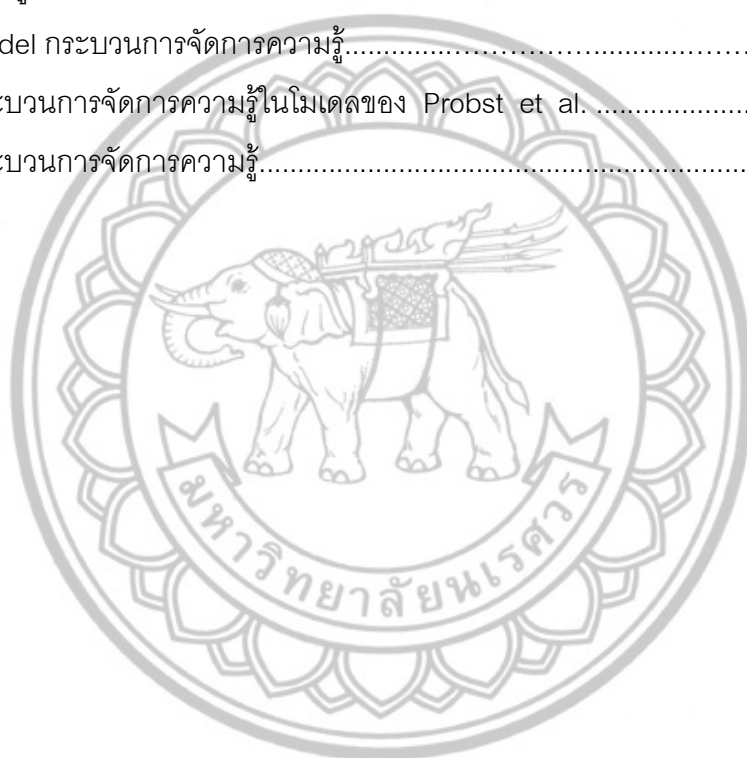 del กระบวนการจัดการความรู้............……………............………
ะบวนการจัดการความรู้ในโมเดลของ Probst et al. ....................
ะบวนการจัดการความรู้................................................................
มหาวิทยาลัยนเรศวร